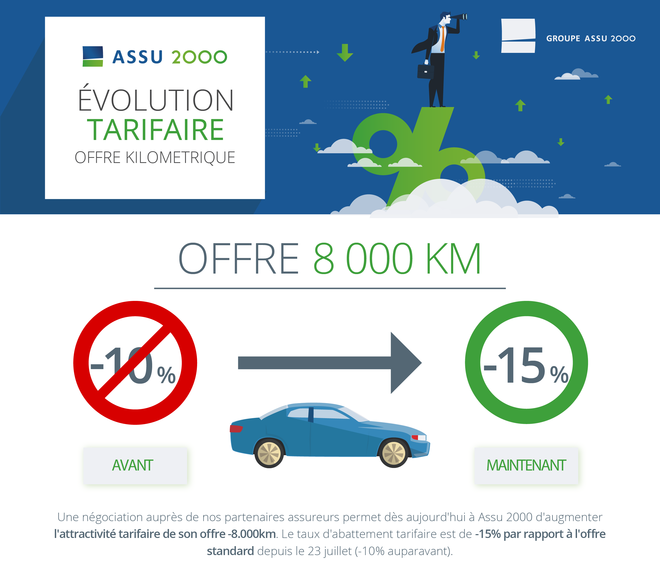 ASSU 2000
ÉVOLUTION
TARIFAIRE
OFFRE KILOMETRIQUE
%
GROUPE ASSU 2000
OFFRE 8 000 KM
-10 %
-15 %
AVANT
MAINTENANT
Une négociation auprès de nos partenaires assureurs permet dès aujourd'hui à Assu 2000 d'augmenter
l'attractivité tarifaire de son offre -8.000km. Le taux d'abattement tarifaire est de -15% par rapport à l'offre
standard depuis le 23 juillet (-10% auparavant).